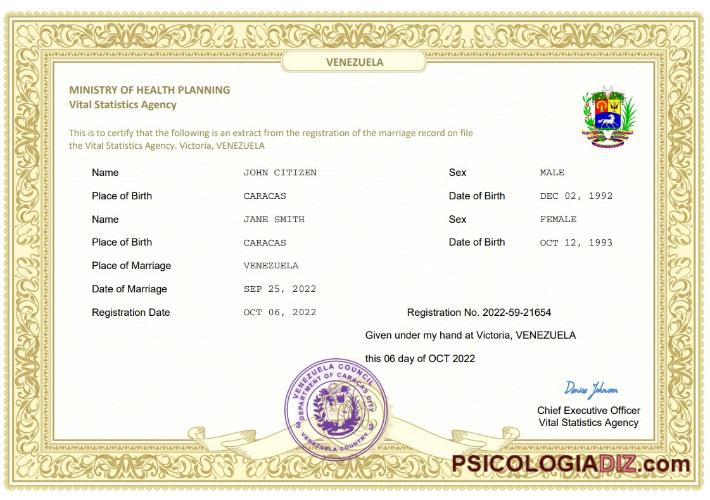 VENEZUELA
MINISTRY OF HEALTH PLANNING
Vital Statistics Agency
This is to certify that the following is an extract from the registration of the marriage record on file
the Vital Statistics Agency. Victoria, VENEZUELA
Name JOHN CITIZEN Sex MALE
Place of Birth CARACAS Date of Birth DEC 02, 1992
Name JANE SMITH Sex FEMALE
Place of Birth CARACAS Date of Birth OCT 12, 1993
Place of Marriage VENEZUELA
Date of Marriage SEP 25, 2022
Registration Date OCT 06, 2022 Registration No. 2022-59-21654
Given under my hand at Victoria, VENEZUELA
this 06 day of OCT 2022
VENEZUELA COUNCIL
DEPARTMENT OF CARACAS CITY
VENEZUELA COUNTRY
Denise Johnson
Chief Executive Officer
Vital Statistics Agency
PSICOLOGIADIZ.com